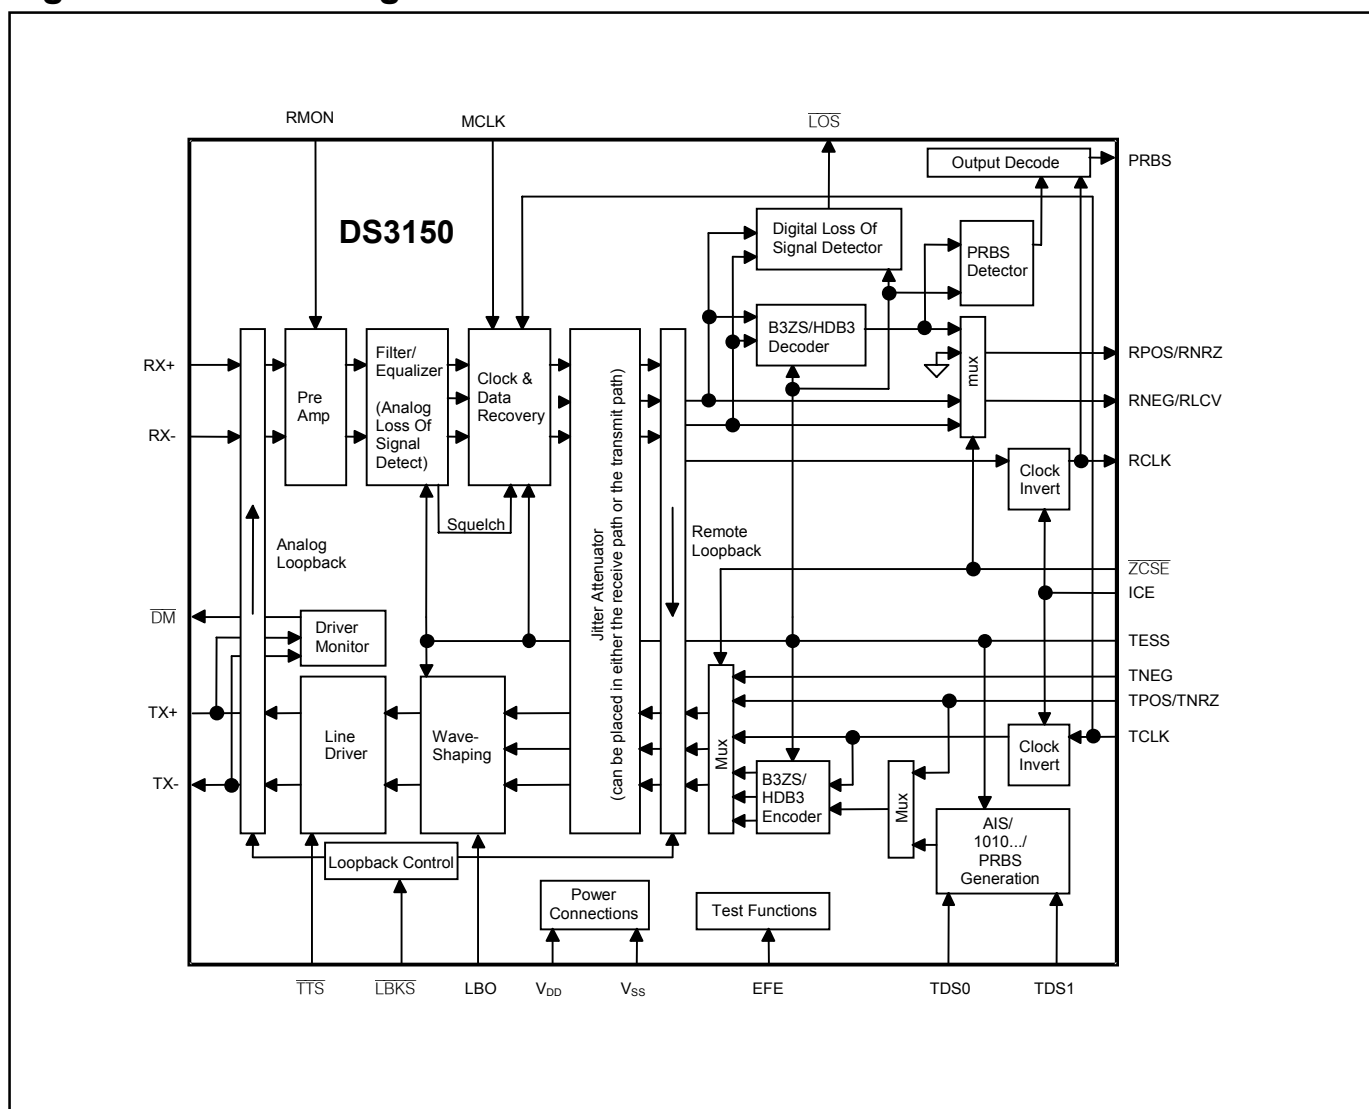 RMON
MCLK
LOS
Output Decode
PRBS
DS3150
Digital Loss Of
Signal Detector
PRBS
Detector
B3ZS/HDB3
Decoder
mux
RX+
RX-
Pre
Amp
Filter/
Equalizer
(Analog
Loss Of
Signal
Detect)
Clock &
Data
Recovery
Squelch
Jitter Attenuator
(can be placed in either the receive path or the transmit path)
RPOS/RNRZ
RNEG/RLCV
RCLK
Clock
Invert
Analog
Loopback
Remote
Loopback
ZCSE
ICE
DM
Driver
Monitor
TESS
TNEG
TPOS/TNRZ
TX+
TX-
Line
Driver
Wave-
Shaping
Mux
B3ZS/
HDB3
Encoder
Mux
Clock
Invert
TCLK
AIS/
1010.../
PRBS
Generation
Loopback Control
Power
Connections
Test Functions
TTS
LBKS
LBO
VDD
VSS
EFE
TDS0
TDS1